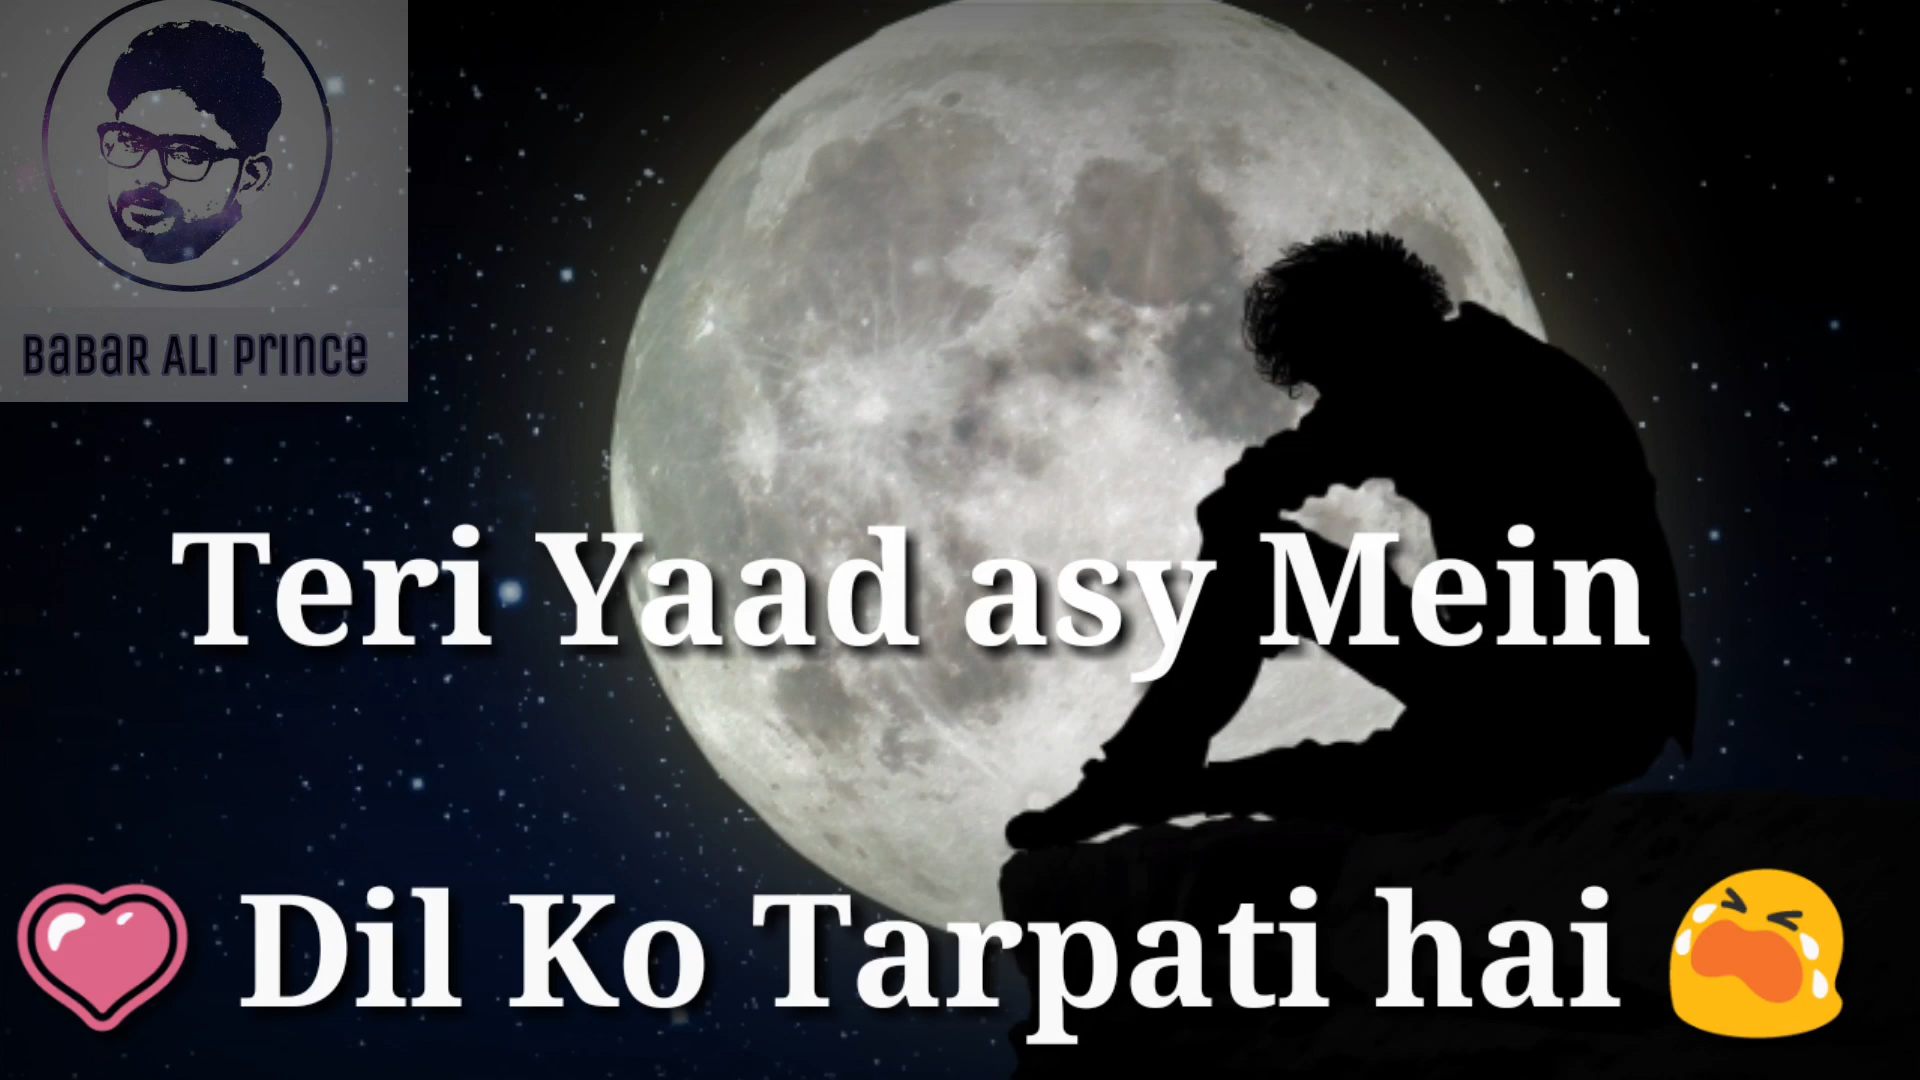 BABAR ALI PRINCE
Teri Yaad asy Mein
💗 Dil Ko Tarpati hai 😭